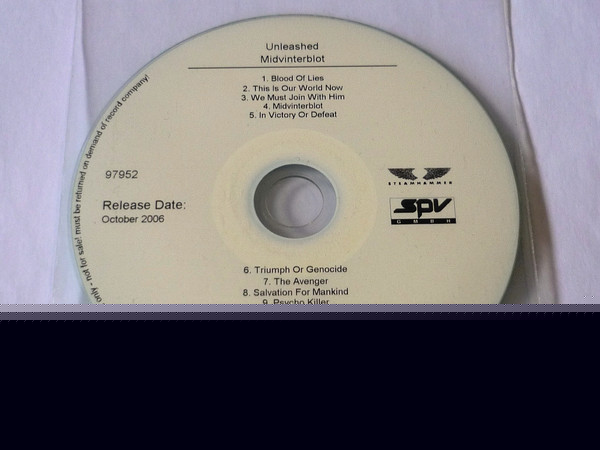 Unleashed
Midvinterblot
1. Blood Of Lies
2. This Is Our World Now
3. We Must Join With Him
4. Midvinterblot
5. In Victory Or Defeat
97952
Release Date:
October 2006
STEAMHAMMER
SPV
GMBH
6. Triumph Or Genocide
7. The Avenger
8. Salvation For Mankind
9. Psycho Killer
only - not for sale! must be returned on demand of record company!